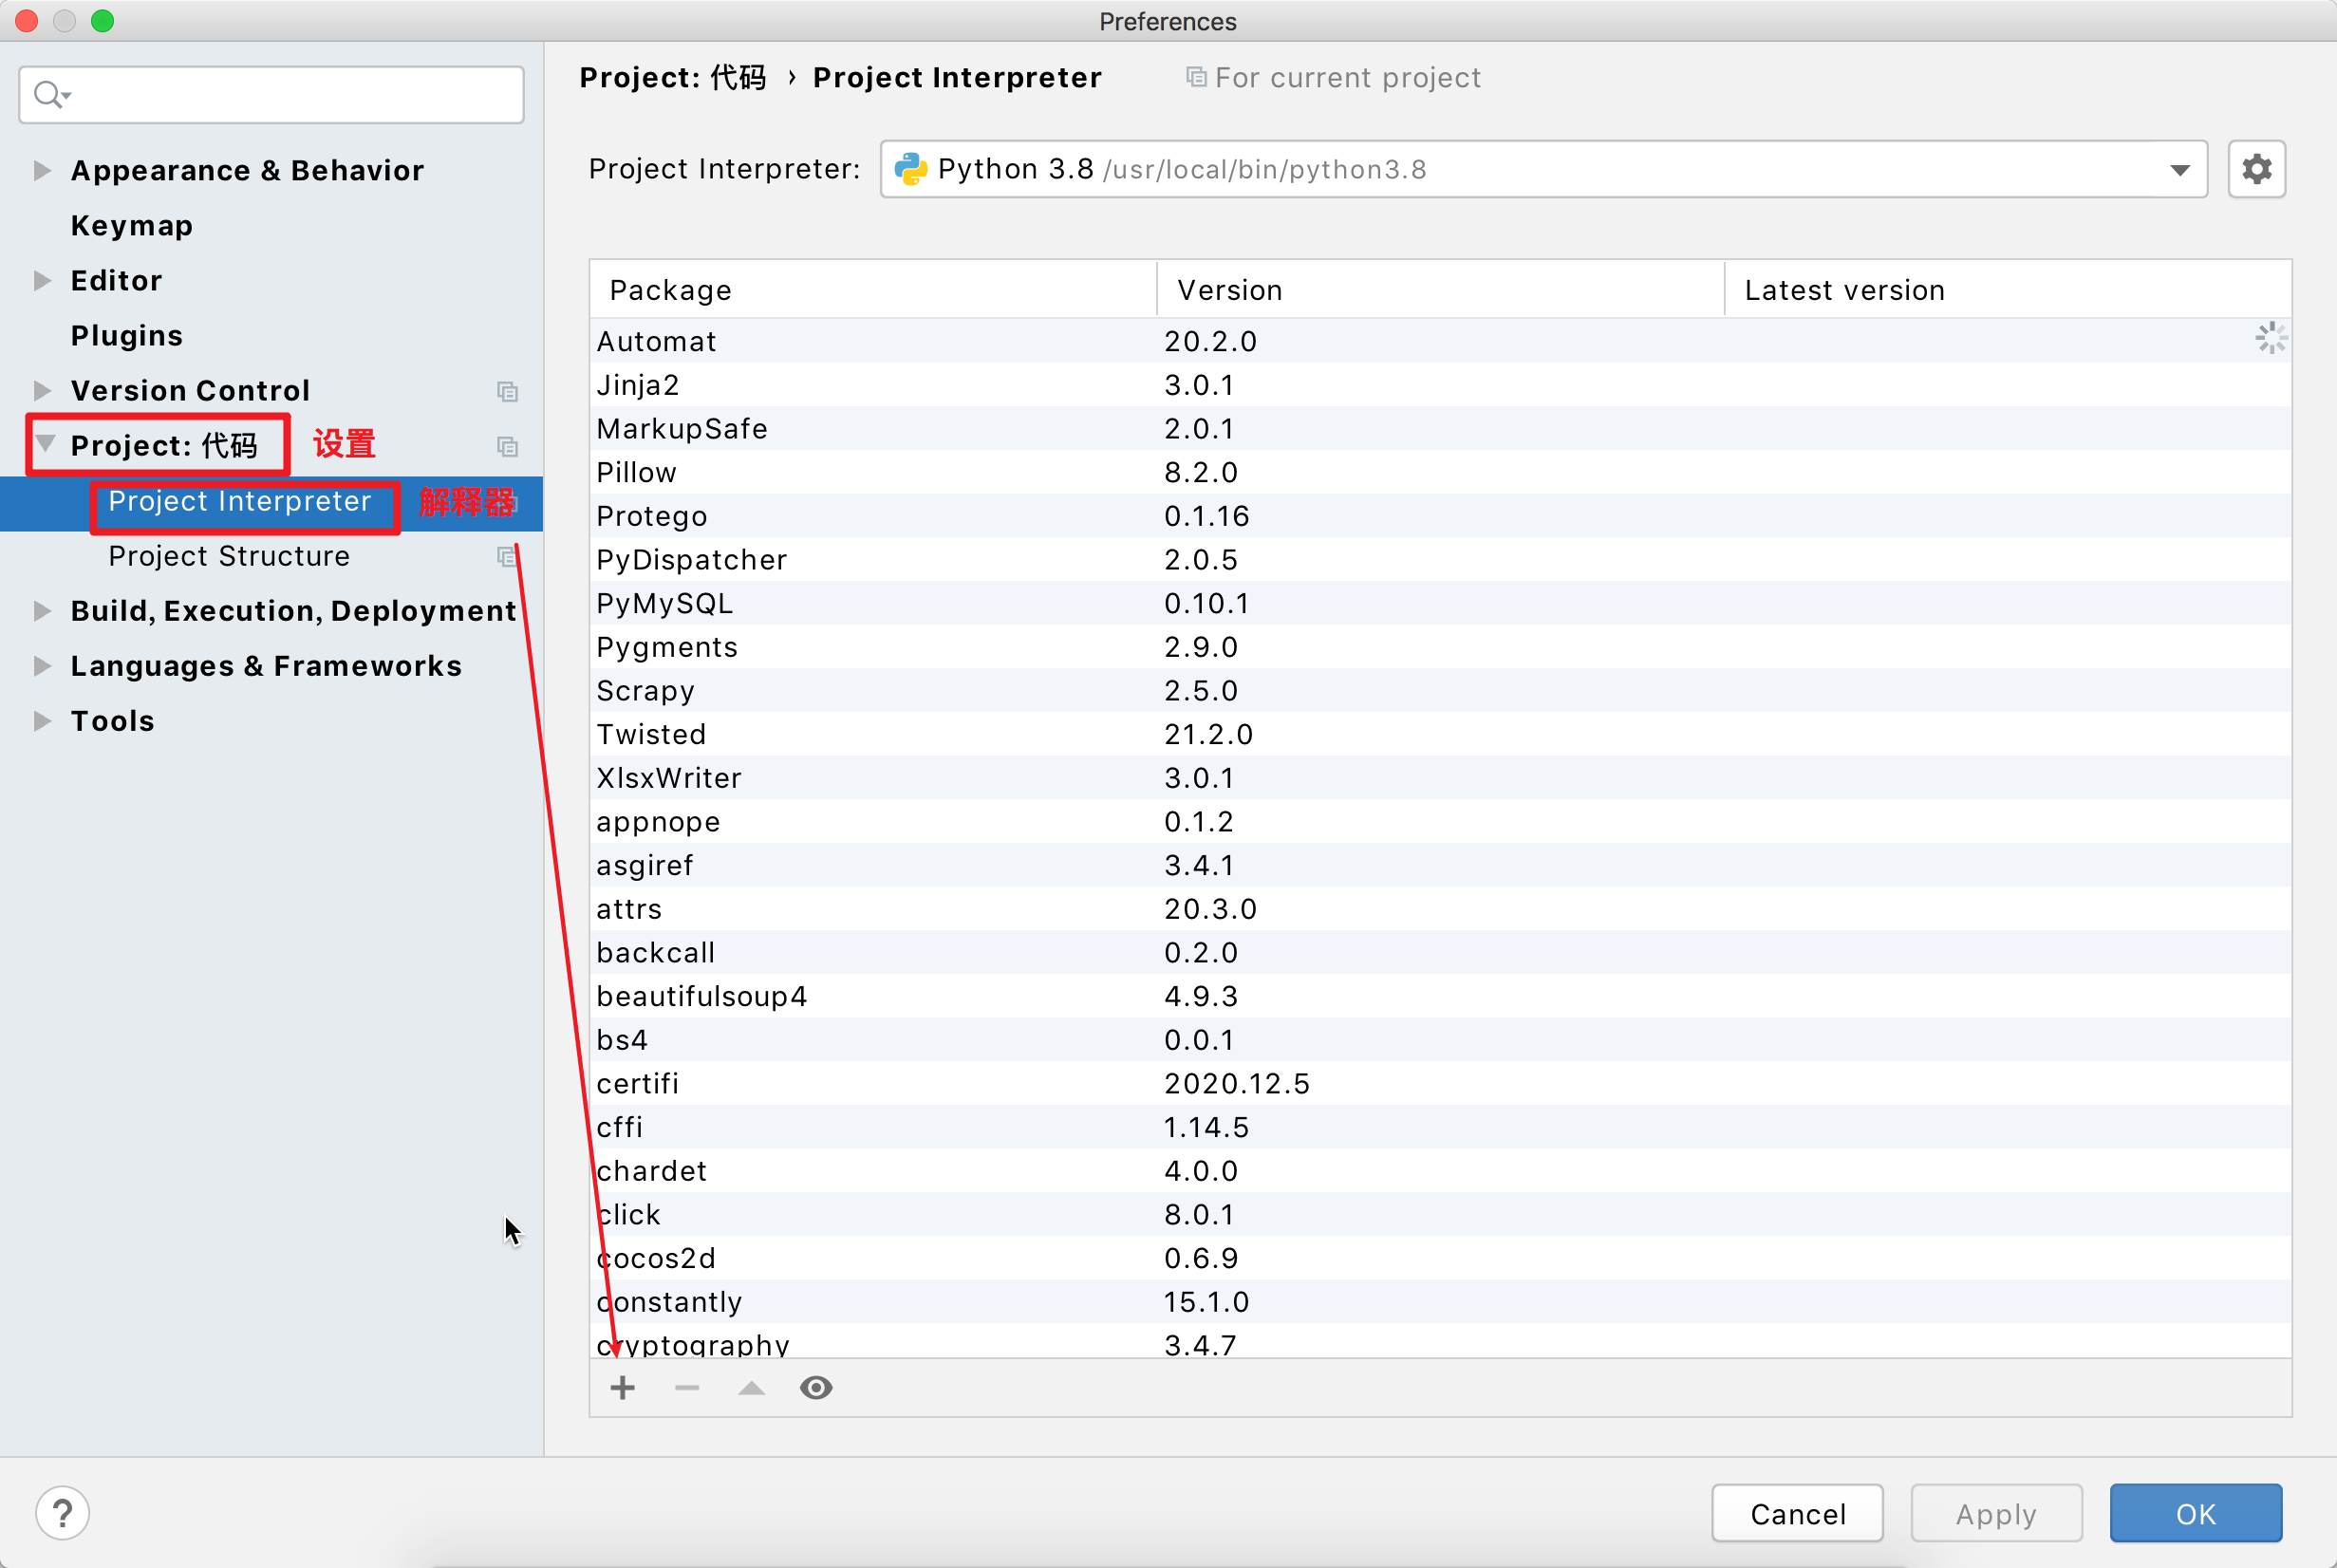 Preferences
Project: 代码 › Project Interpreter For current project
Appearance & Behavior
Keymap
Editor
Plugins
Version Control
Project: 代码 设置
Project Interpreter 解释器
Project Structure
Build, Execution, Deployment
Languages & Frameworks
Tools
Project Interpreter: Python 3.8 /usr/local/bin/python3.8
Package Version Latest version
Automat 20.2.0
Jinja2 3.0.1
MarkupSafe 2.0.1
Pillow 8.2.0
Protego 0.1.16
PyDispatcher 2.0.5
PyMySQL 0.10.1
Pygments 2.9.0
Scrapy 2.5.0
Twisted 21.2.0
XlsxWriter 3.0.1
appnope 0.1.2
asgiref 3.4.1
attrs 20.3.0
backcall 0.2.0
beautifulsoup4 4.9.3
bs4 0.0.1
certifi 2020.12.5
cffi 1.14.5
chardet 4.0.0
click 8.0.1
cocos2d 0.6.9
constantly 15.1.0
cryptography 3.4.7
? Cancel Apply OK